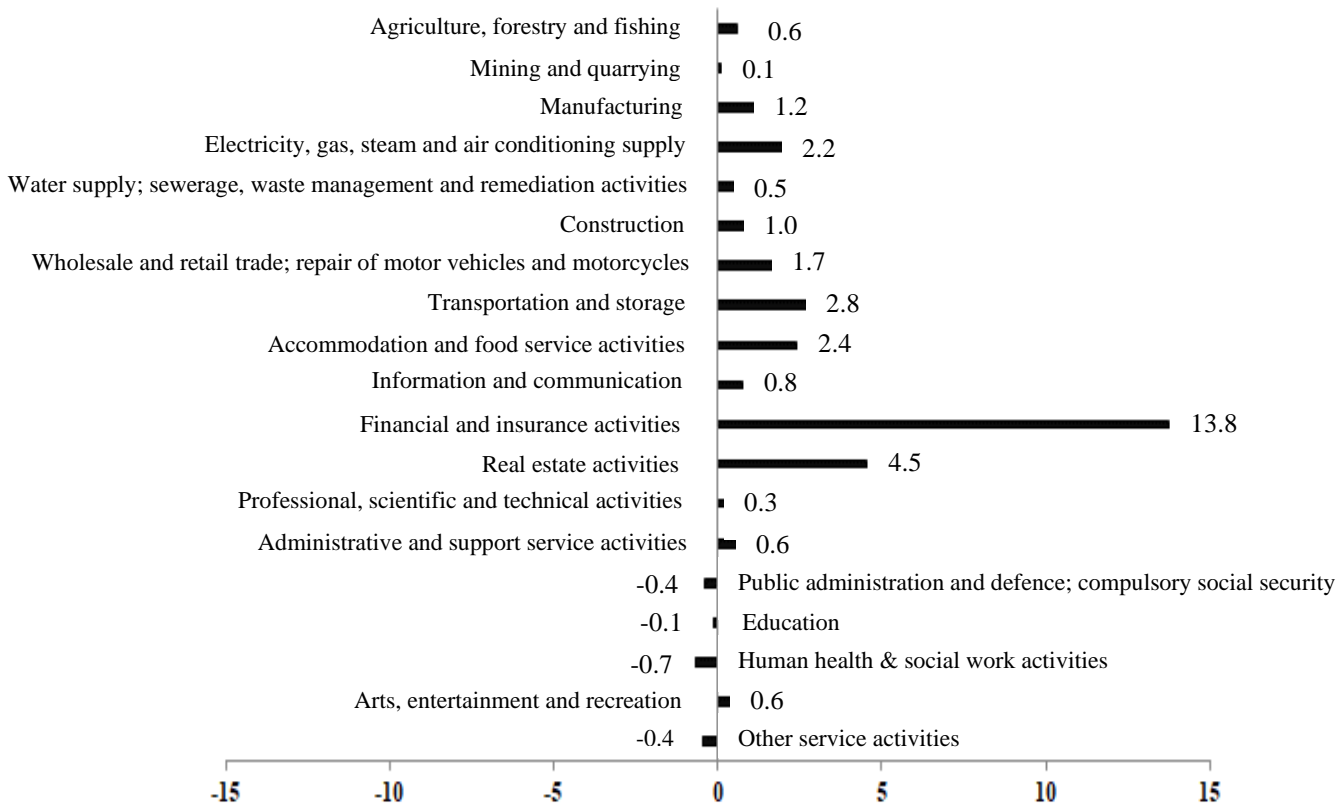 Agriculture, forestry and fishing 0.6
Mining and quarrying 0.1
Manufacturing 1.2
Electricity, gas, steam and air conditioning supply 2.2
Water supply; sewerage, waste management and remediation activities 0.5
Construction 1.0
Wholesale and retail trade; repair of motor vehicles and motorcycles 1.7
Transportation and storage 2.8
Accommodation and food service activities 2.4
Information and communication 0.8
Financial and insurance activities 13.8
Real estate activities 4.5
Professional, scientific and technical activities 0.3
Administrative and support service activities 0.6
-0.4 Public administration and defence; compulsory social security
-0.1 Education
-0.7 Human health & social work activities
Arts, entertainment and recreation 0.6
-0.4 Other service activities
-15 -10 -5 0 5 10 15